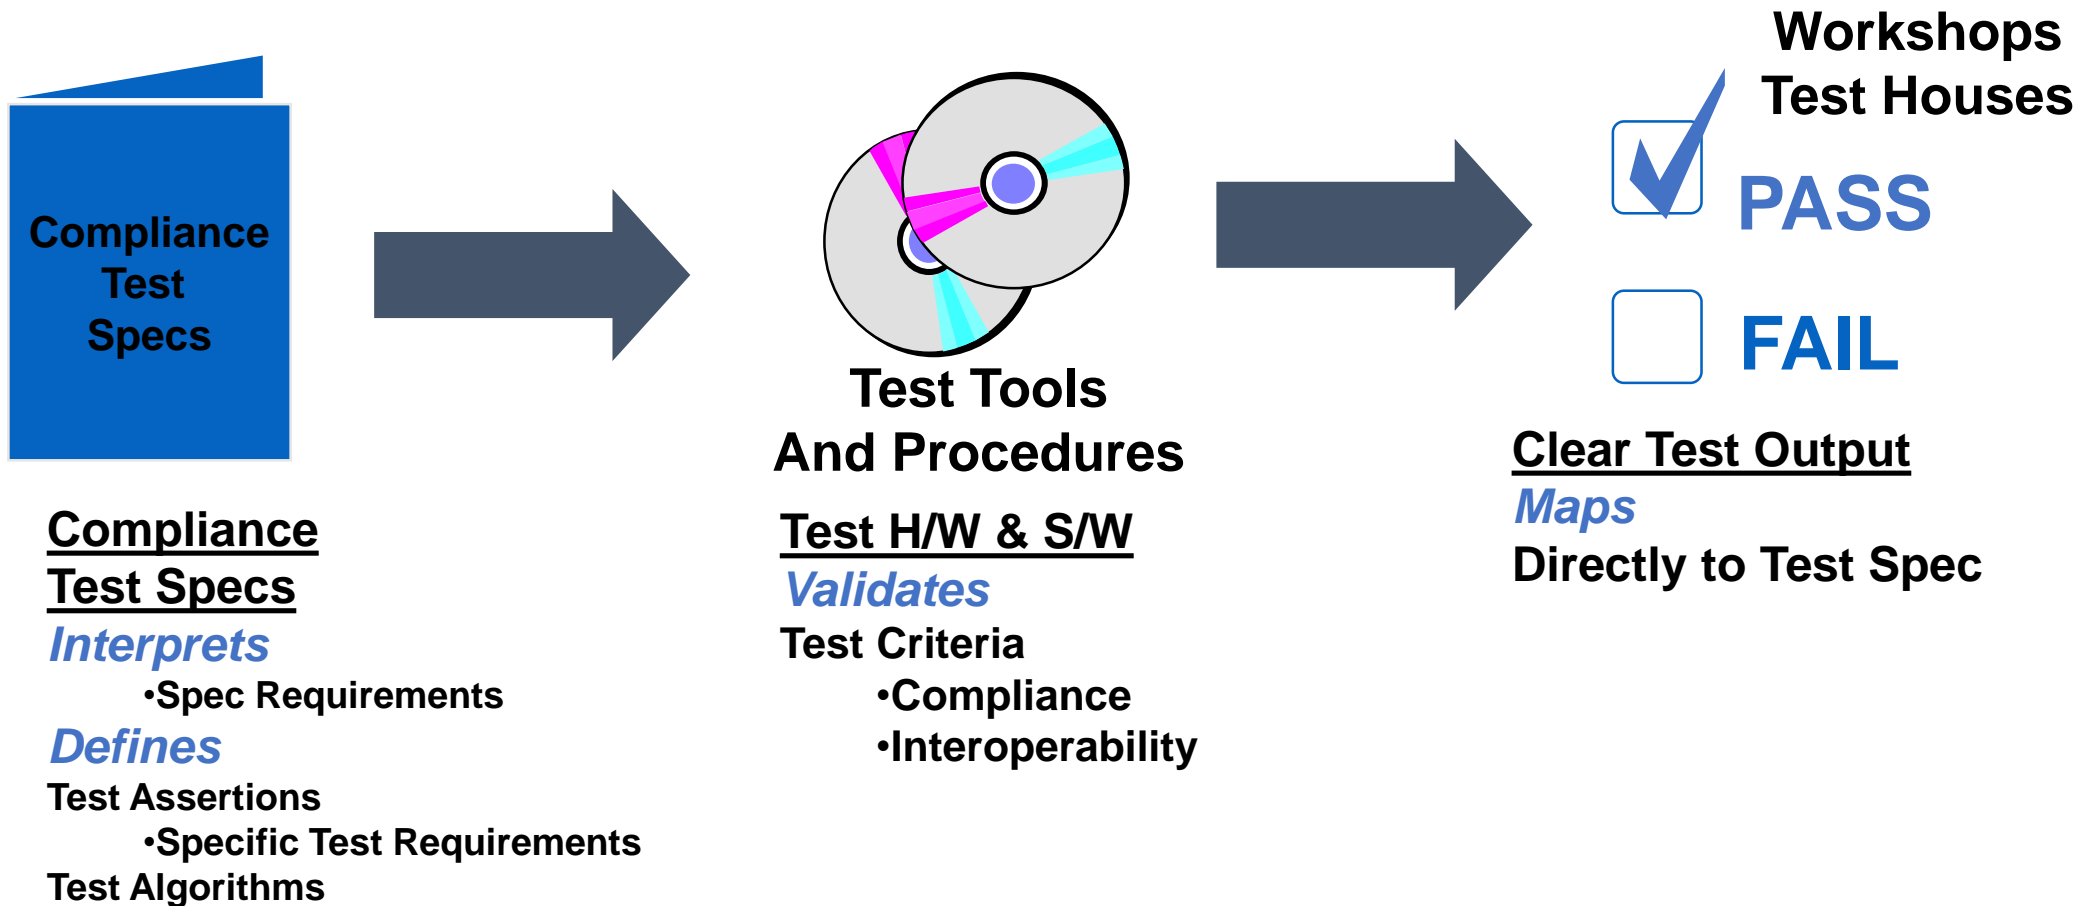 Compliance
Test
Specs
Compliance
Test Specs
Interprets
•Spec Requirements
Defines
Test Assertions
•Specific Test Requirements
Test Algorithms
Test Tools
And Procedures
Test H/W & S/W
Validates
Test Criteria
•Compliance
•Interoperability
Workshops
Test Houses
PASS
FAIL
Clear Test Output
Maps
Directly to Test Spec